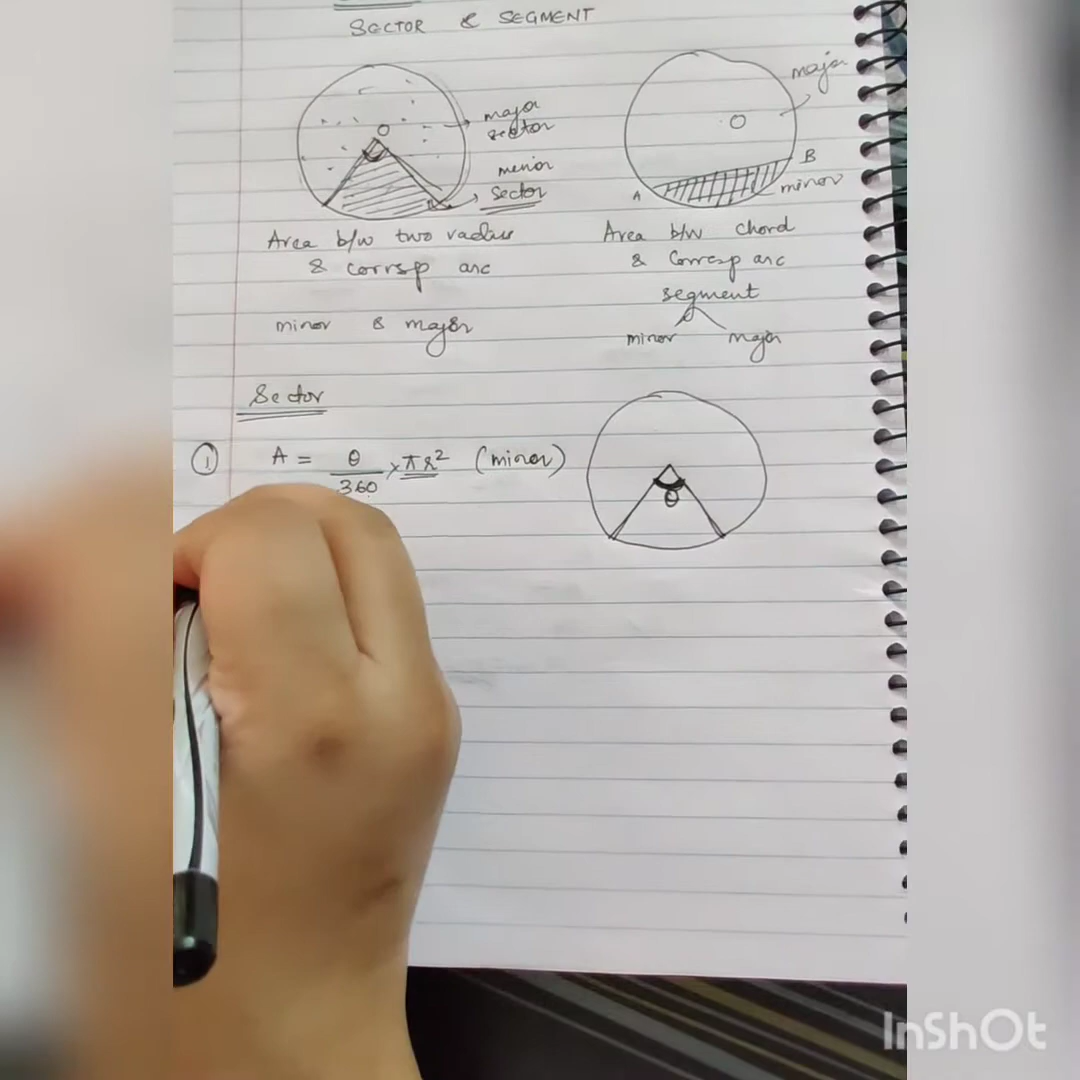 SECTOR & SEGMENT
O
major
sector
menior
sector
major
O
B
A
minor
Area b/w two radius
& corrsp arc
minor & major
Area b/w chord
& Corresp arc
segment
minor major
Sector
① A = θ/360 × πr² (minor)
θ
InShOt